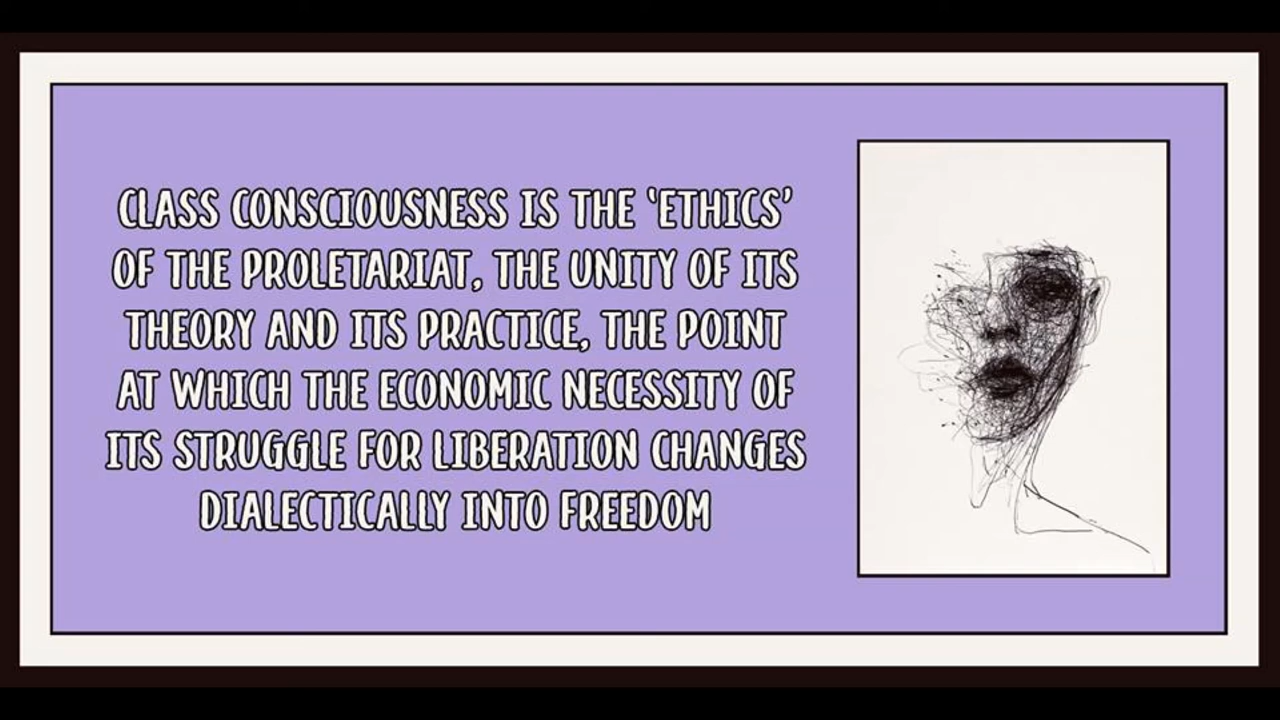 CLASS CONSCIOUSNESS IS THE ‘ETHICS’
OF THE PROLETARIAT, THE UNITY OF ITS
THEORY AND ITS PRACTICE, THE POINT
AT WHICH THE ECONOMIC NECESSITY OF
ITS STRUGGLE FOR LIBERATION CHANGES
DIALECTICALLY INTO FREEDOM